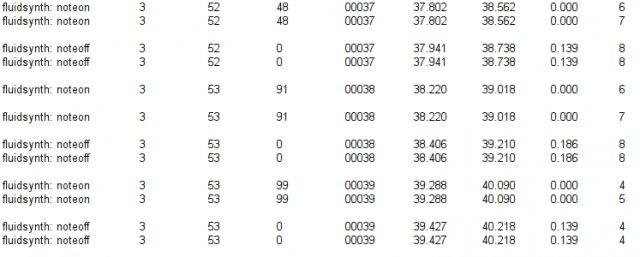 fluidsynth: noteon 3 52 48 00037 37.802 38.562 0.000 6
fluidsynth: noteon 3 52 48 00037 37.802 38.562 0.000 7
fluidsynth: noteoff 3 52 0 00037 37.941 38.738 0.139 8
fluidsynth: noteoff 3 52 0 00037 37.941 38.738 0.139 8
fluidsynth: noteon 3 53 91 00038 38.220 39.018 0.000 6
fluidsynth: noteon 3 53 91 00038 38.220 39.018 0.000 7
fluidsynth: noteoff 3 53 0 00038 38.406 39.210 0.186 8
fluidsynth: noteoff 3 53 0 00038 38.406 39.210 0.186 8
fluidsynth: noteon 3 53 99 00039 39.288 40.090 0.000 4
fluidsynth: noteon 3 53 99 00039 39.288 40.090 0.000 5
fluidsynth: noteoff 3 53 0 00039 39.427 40.218 0.139 4
fluidsynth: noteoff 3 53 0 00039 39.427 40.218 0.139 4